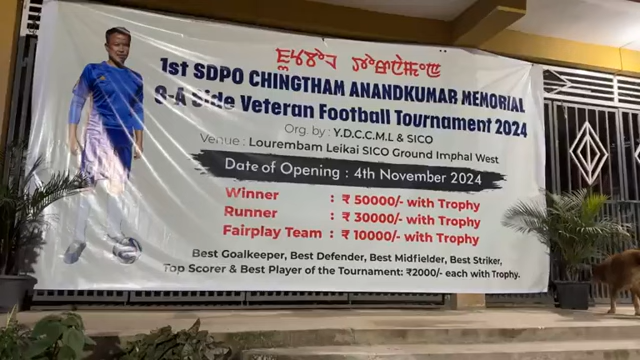 1st SDPO CHINGTHAM ANANDKUMAR MEMORIAL
9-A Side Veteran Football Tournament 2024
Org. by : Y.D.C.C.M.L & SICO
Venue : Lourembam Leikai SICO Ground Imphal West
Date of Opening : 4th November 2024
Winner : ₹ 50000/- with Trophy
Runner : ₹ 30000/- with Trophy
Fairplay Team : ₹ 10000/- with Trophy
Best Goalkeeper, Best Defender, Best Midfielder, Best Striker,
Top Scorer & Best Player of the Tournament: ₹2000/- each with Trophy.